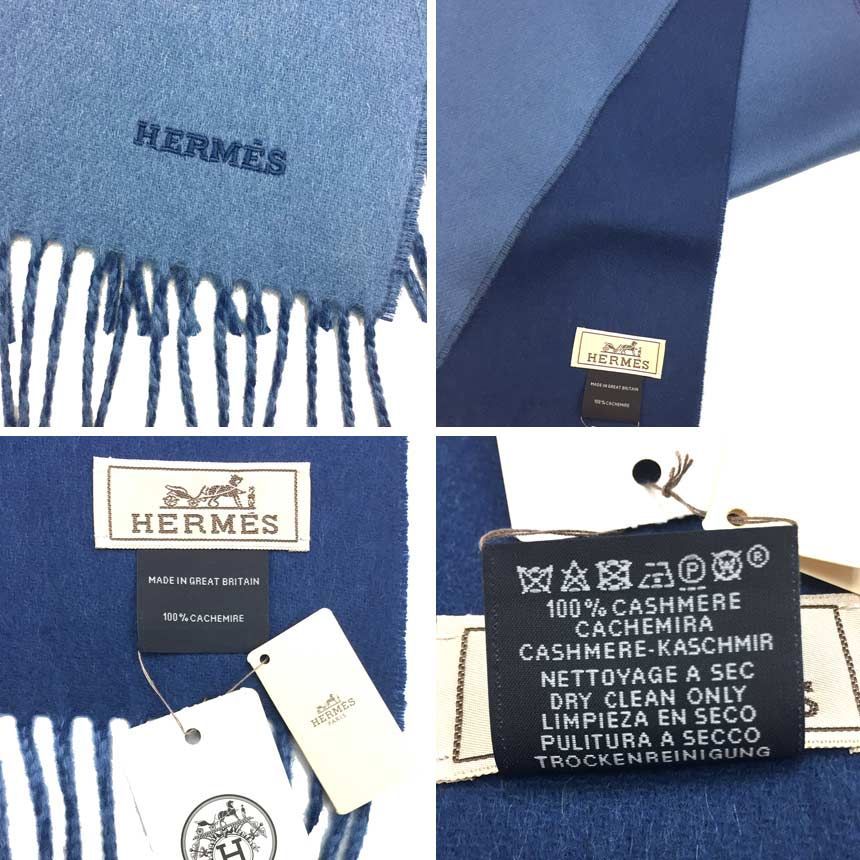 HERMĒS
HERMÈS
MADE IN GREAT BRITAIN
100% CACHEMIRE
HERMÈS
MADE IN GREAT BRITAIN
100% CACHEMIRE
HERMÈS
PARIS
H
P
W
®
100% CASHMERE
CACHEMIRA
CASHMERE-KASCHMIR
NETTOYAGE A SEC
DRY CLEAN ONLY
LIMPIEZA EN SECO
PULITURA A SECCO
TROCKENREINIGUNG